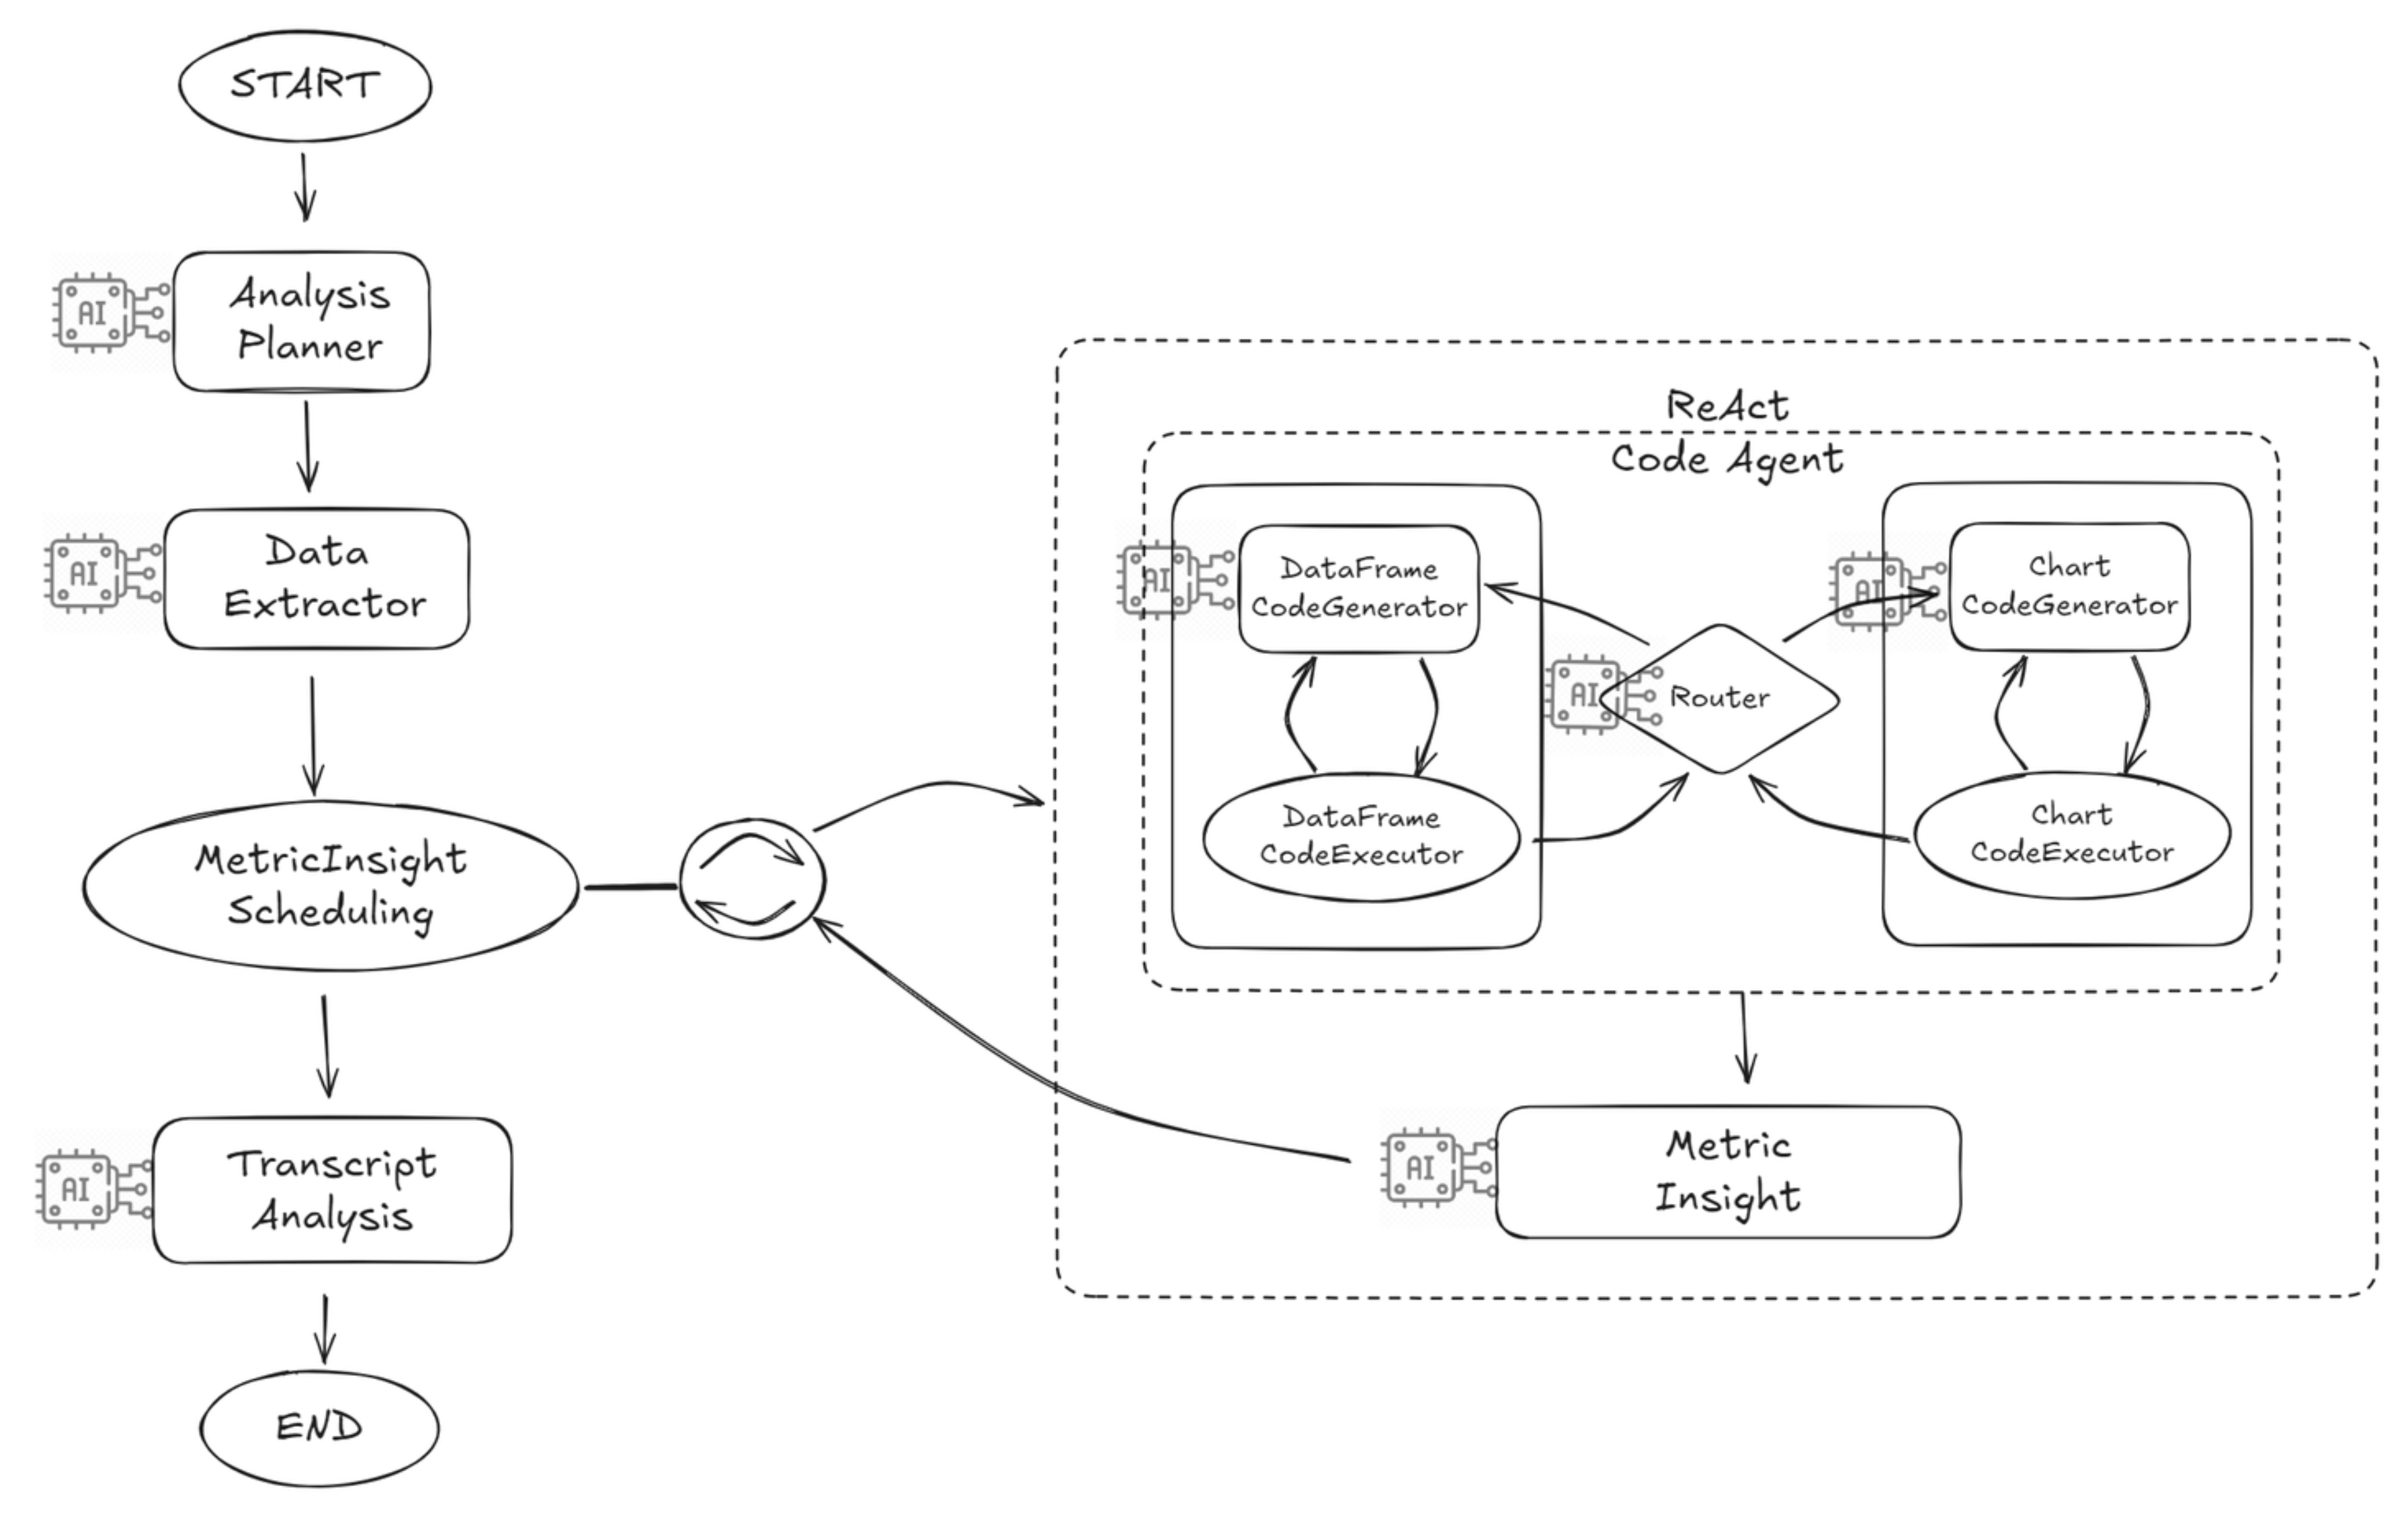 START
AI
Analysis
Planner
AI
Data
Extractor
MetricInsight
Scheduling
AI
Transcript
Analysis
END
ReAct
Code Agent
AI
DataFrame
CodeGenerator
DataFrame
CodeExecutor
AI
Router
AI
Chart
CodeGenerator
Chart
CodeExecutor
AI
Metric
Insight